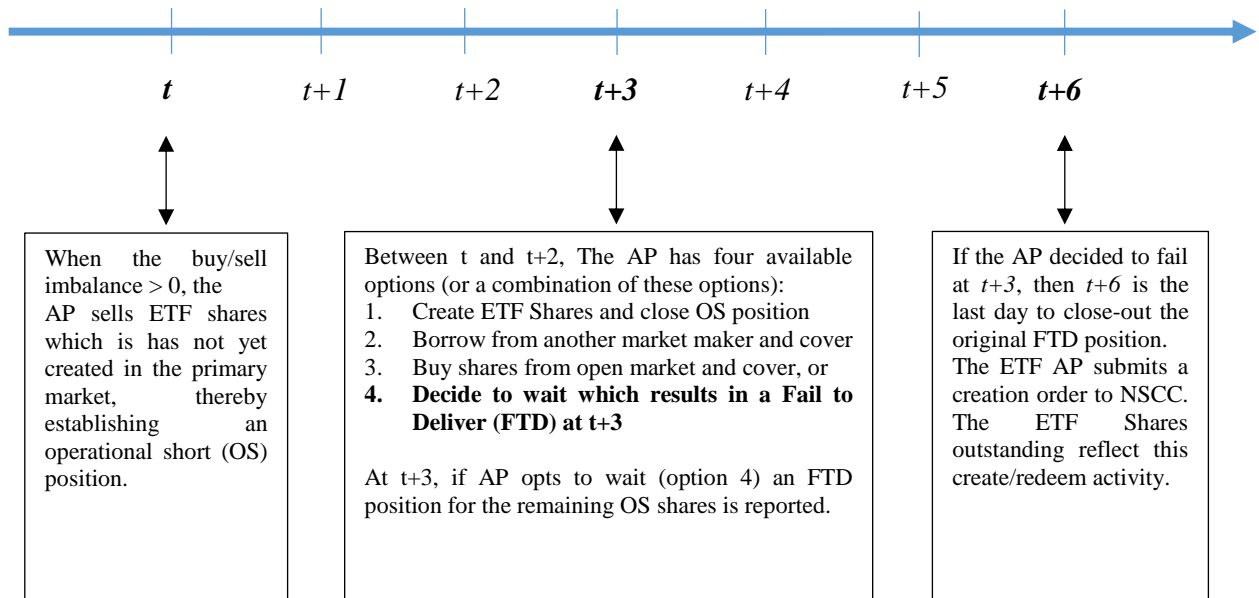 t t+1 t+2 t+3 t+4 t+5 t+6
When the buy/sell
imbalance > 0, the
AP sells ETF shares
which is has not yet
created in the primary
market, thereby
establishing an
operational short (OS)
position.
Between t and t+2, The AP has four available
options (or a combination of these options):
1. Create ETF Shares and close OS position
2. Borrow from another market maker and cover
3. Buy shares from open market and cover, or
4. Decide to wait which results in a Fail to
Deliver (FTD) at t+3
At t+3, if AP opts to wait (option 4) an FTD
position for the remaining OS shares is reported.
If the AP decided to fail
at t+3, then t+6 is the
last day to close-out the
original FTD position.
The ETF AP submits a
creation order to NSCC.
The ETF Shares
outstanding reflect this
create/redeem activity.